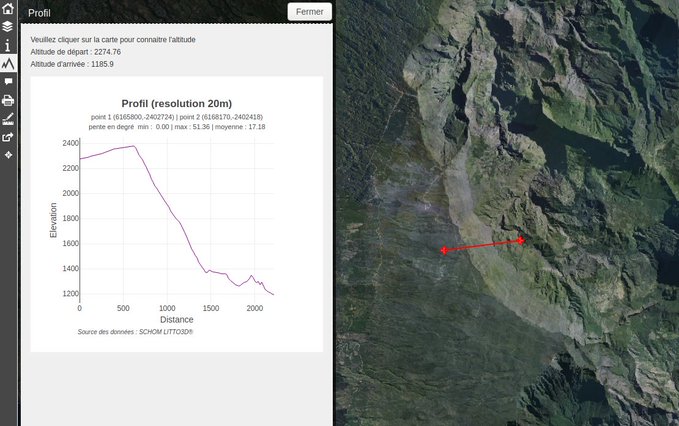 Profil
Fermer
Veuillez cliquer sur la carte pour connaitre l'altitude
Altitude de départ : 2274.76
Altitude d'arrivée : 1185.9
Profil (resolution 20m)
point 1 (6165800,-2402724) | point 2 (6168170,-2402418)
pente en degré min : 0.00 | max : 51.36 | moyenne : 17.18
2400
2200
2000
1800
1600
1400
1200
Elevation
0 500 1000 1500 2000
Distance
Source des données : SCHOM LITTO3D®